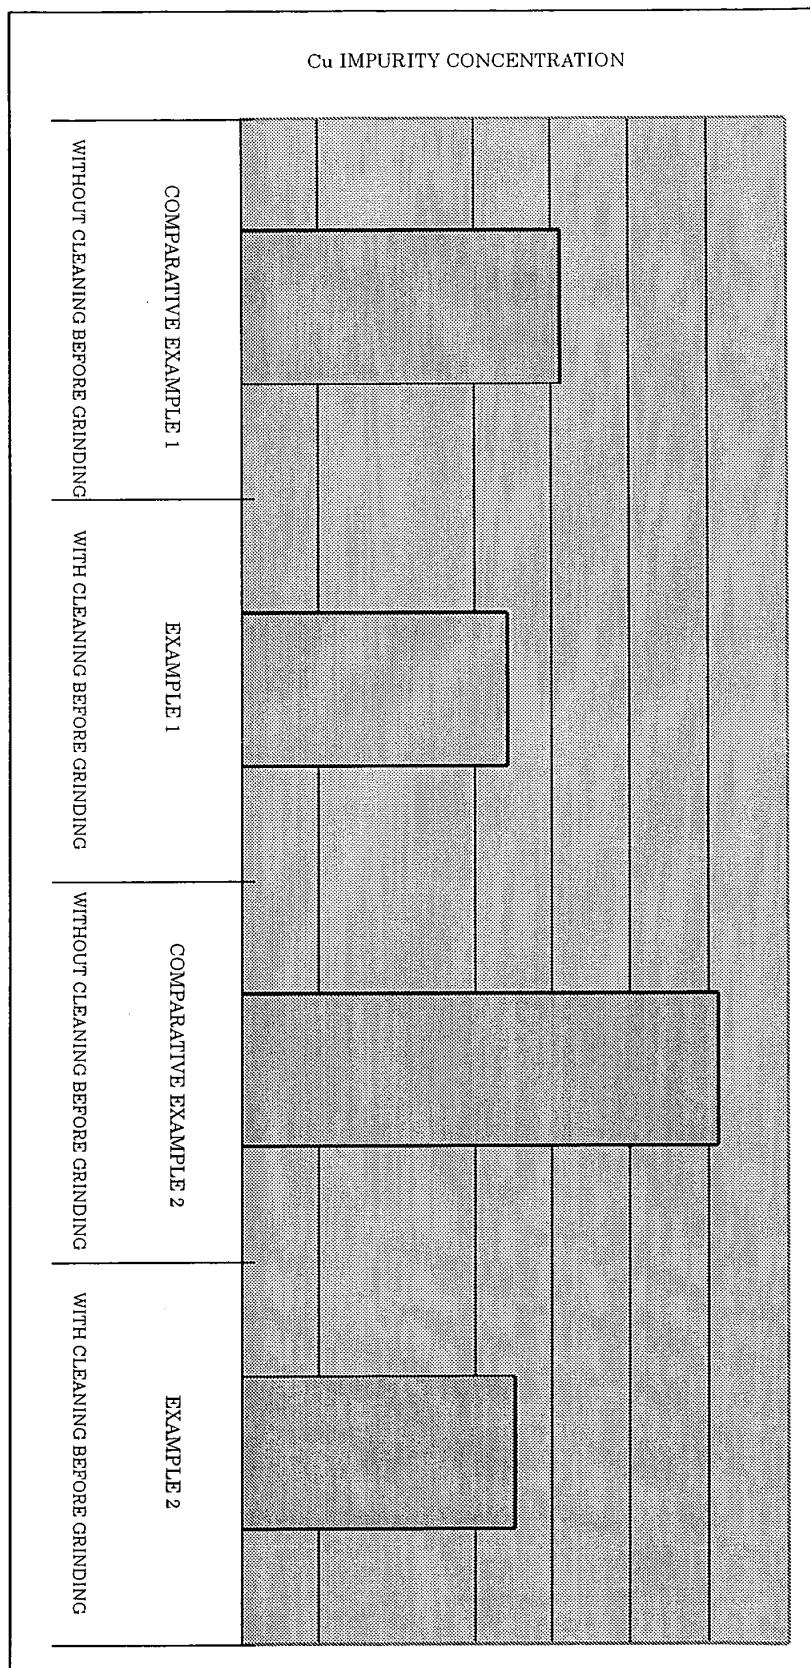 Cu IMPURITY CONCENTRATION
COMPARATIVE EXAMPLE 1
WITHOUT CLEANING BEFORE GRINDING
EXAMPLE 1
WITH CLEANING BEFORE GRINDING
COMPARATIVE EXAMPLE 2
WITHOUT CLEANING BEFORE GRINDING
EXAMPLE 2
WITH CLEANING BEFORE GRINDING